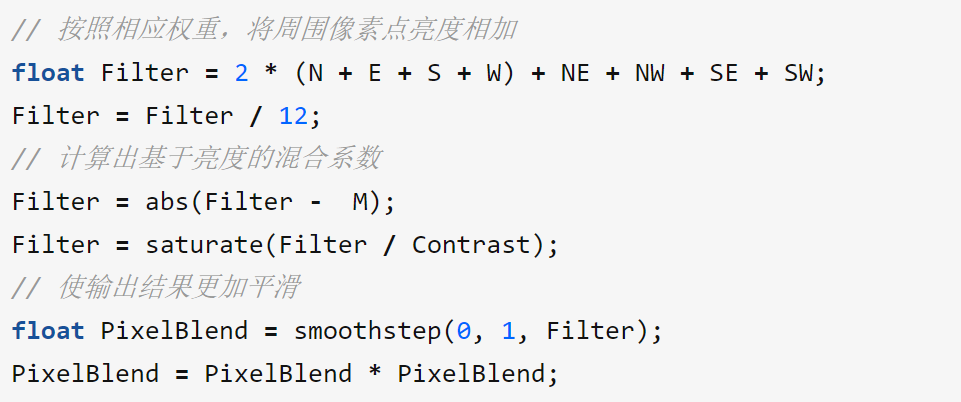 // 按照相应权重，将周围像素点亮度相加
float Filter = 2 * (N + E + S + W) + NE + NW + SE + SW;
Filter = Filter / 12;
// 计算出基于亮度的混合系数
Filter = abs(Filter -  M);
Filter = saturate(Filter / Contrast);
// 使输出结果更加平滑
float PixelBlend = smoothstep(0, 1, Filter);
PixelBlend = PixelBlend * PixelBlend;